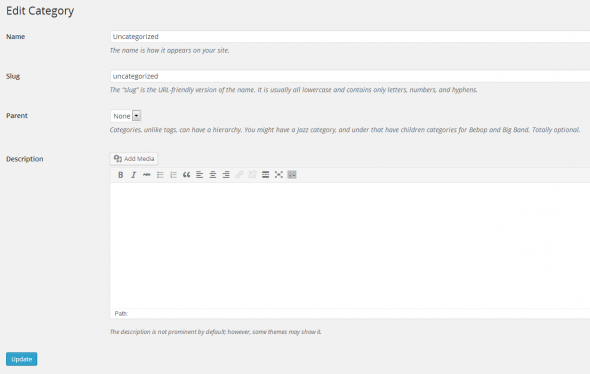 Edit Category
Name
Uncategorized
The name is how it appears on your site.
Slug
uncategorized
The "slug" is the URL-friendly version of the name. It is usually all lowercase and contains only letters, numbers, and hyphens.
Parent
None
Categories, unlike tags, can have a hierarchy. You might have a Jazz category, and under that have children categories for Bebop and Big Band. Totally optional.
Description
Add Media
B I ABC
Path:
The description is not prominent by default; however, some themes may show it.
Update